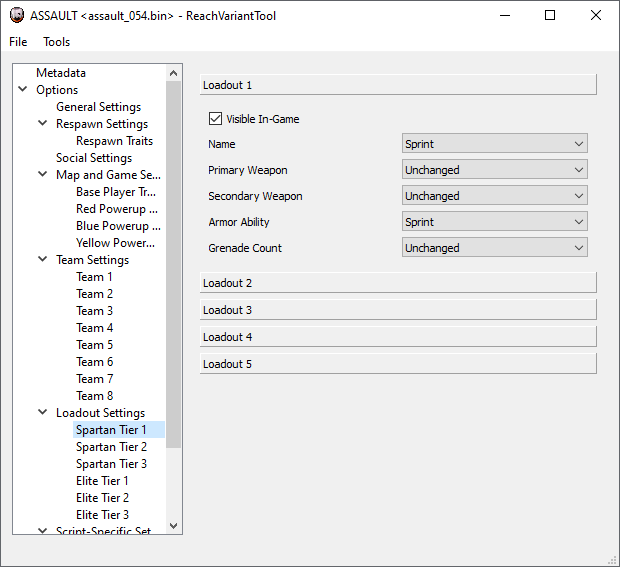 ASSAULT <assault_054.bin> - ReachVariantTool
File Tools
Metadata
Options
General Settings
Respawn Settings
Respawn Traits
Social Settings
Map and Game Se...
Base Player Tr...
Red Powerup ...
Blue Powerup ...
Yellow Power...
Team Settings
Team 1
Team 2
Team 3
Team 4
Team 5
Team 6
Team 7
Team 8
Loadout Settings
Spartan Tier 1
Spartan Tier 2
Spartan Tier 3
Elite Tier 1
Elite Tier 2
Elite Tier 3
Script-Specific Set
Loadout 1
Visible In-Game
Name Sprint
Primary Weapon Unchanged
Secondary Weapon Unchanged
Armor Ability Sprint
Grenade Count Unchanged
Loadout 2
Loadout 3
Loadout 4
Loadout 5